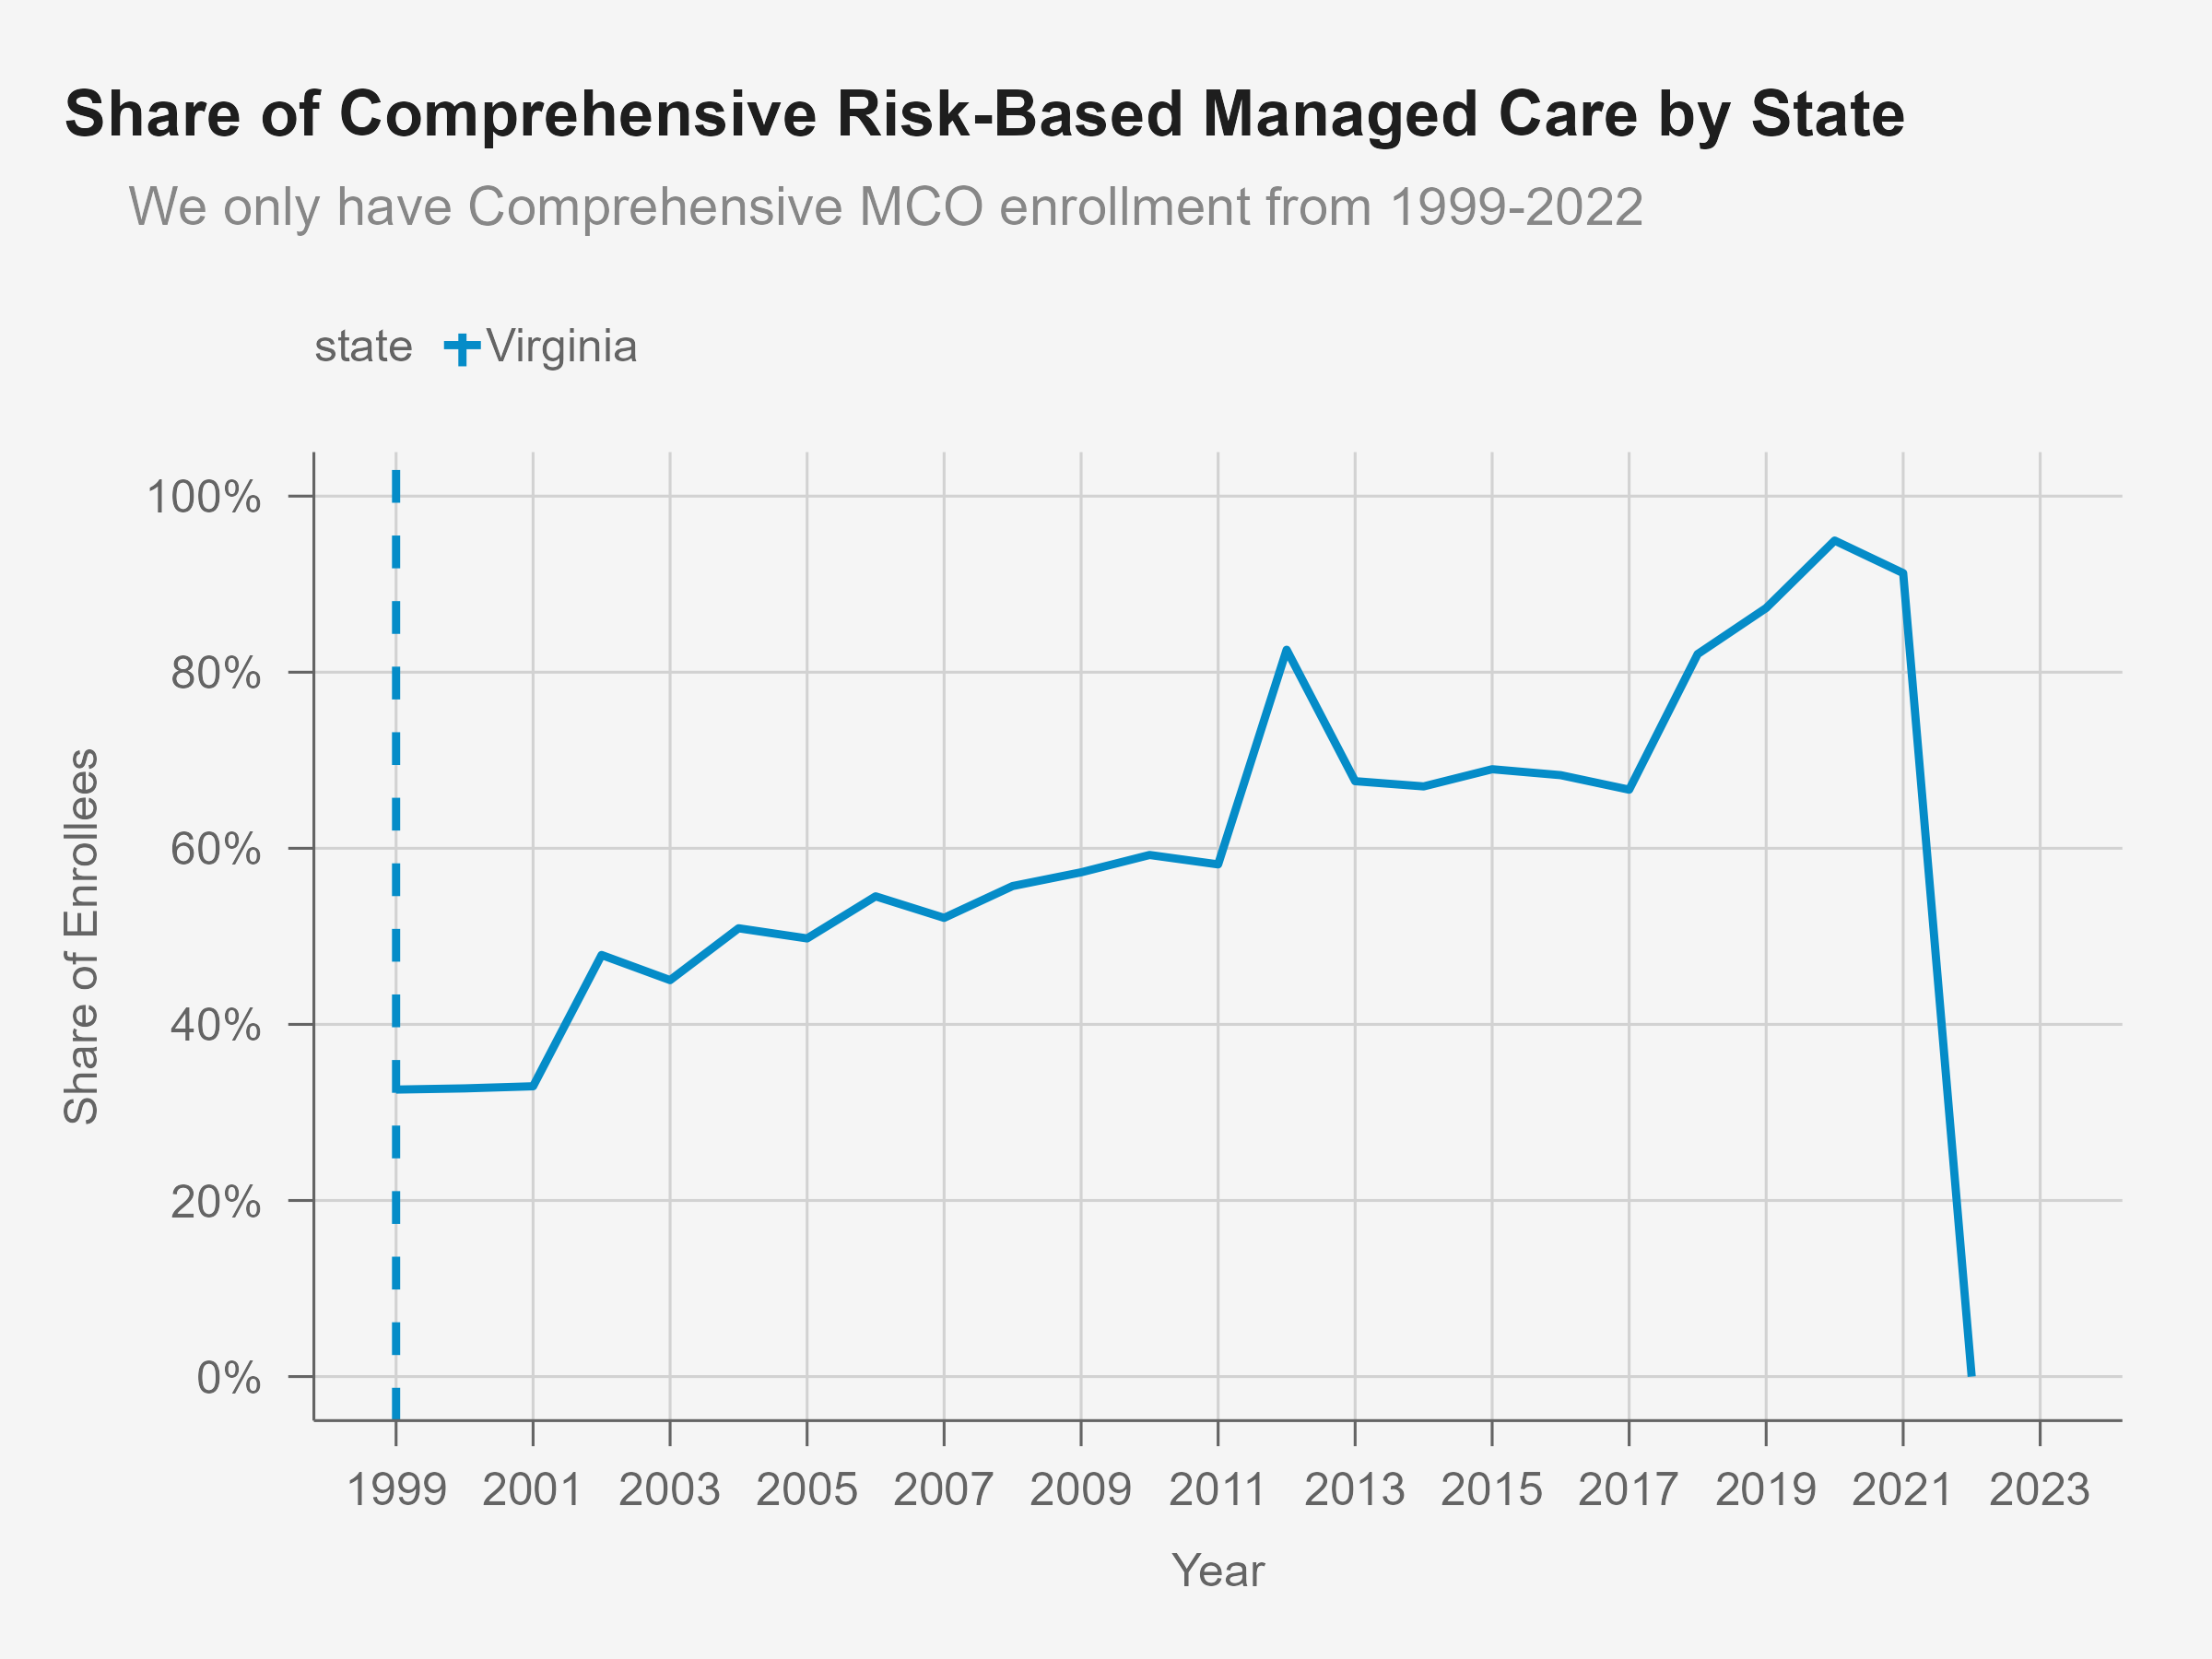 Share of Comprehensive Risk-Based Managed Care by State
We only have Comprehensive MCO enrollment from 1999-2022
state Virginia
100%
80%
60%
40%
20%
0%
Share of Enrollees
1999 2001 2003 2005 2007 2009 2011 2013 2015 2017 2019 2021 2023
Year